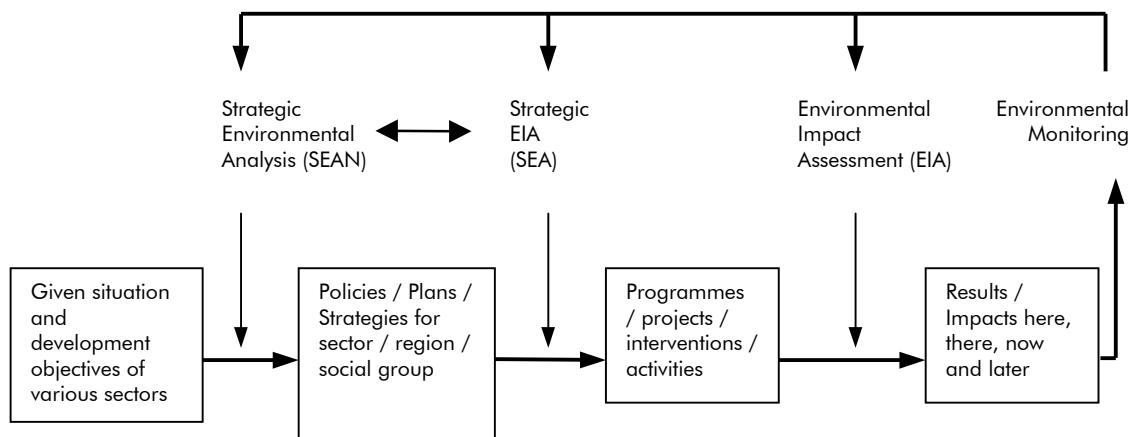 Strategic
Environmental
Analysis (SEAN)
Strategic
EIA
(SEA)
Environmental
Impact
Assessment (EIA)
Environmental
Monitoring
Given situation
and
development
objectives of
various sectors
Policies / Plans /
Strategies for
sector / region /
social group
Programmes
/ projects /
interventions /
activities
Results /
Impacts here,
there, now
and later